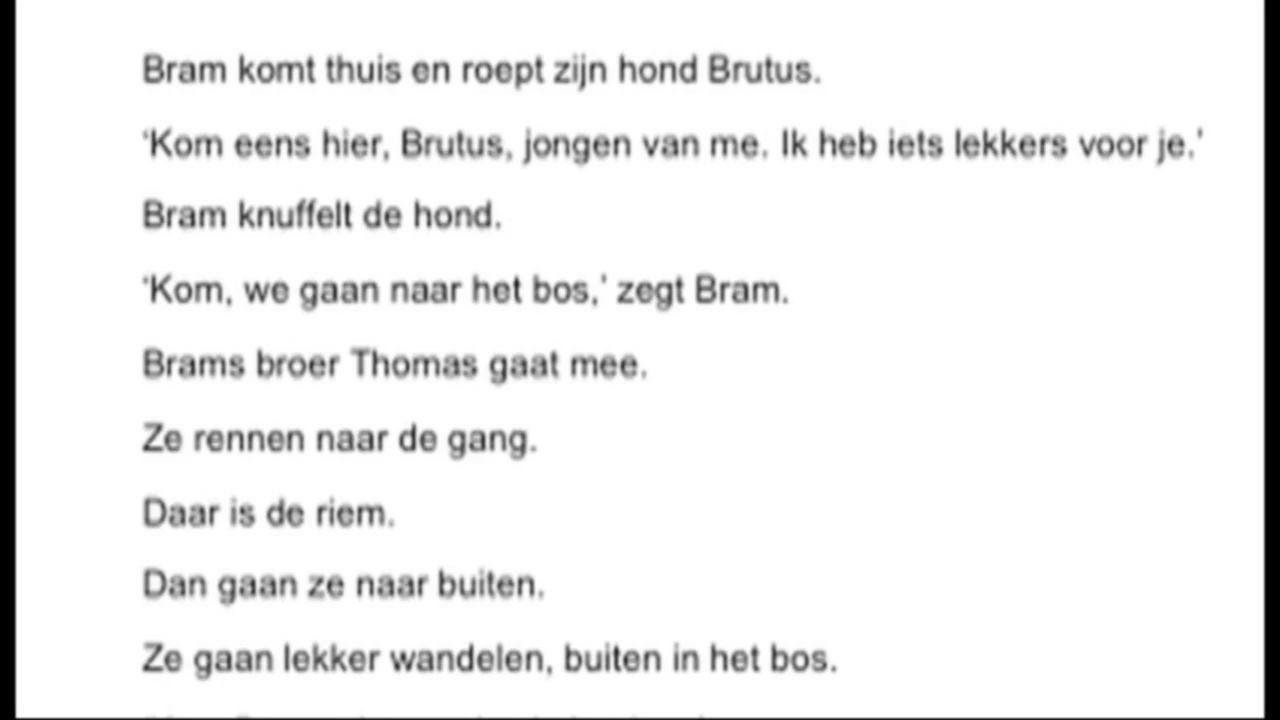 Bram komt thuis en roept zijn hond Brutus.
‘Kom eens hier, Brutus, jongen van me. Ik heb iets lekkers voor je.’
Bram knuffelt de hond.
‘Kom, we gaan naar het bos,’ zegt Bram.
Brams broer Thomas gaat mee.
Ze rennen naar de gang.
Daar is de riem.
Dan gaan ze naar buiten.
Ze gaan lekker wandelen, buiten in het bos.